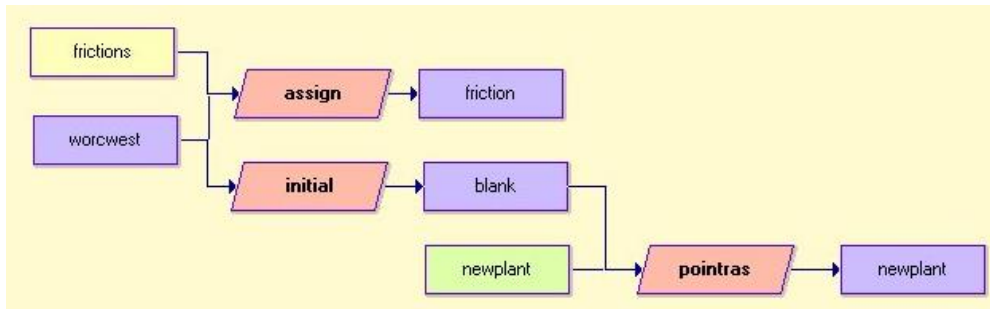 frictions
assign
friction
worcwest
initial
blank
newplant
pointras
newplant